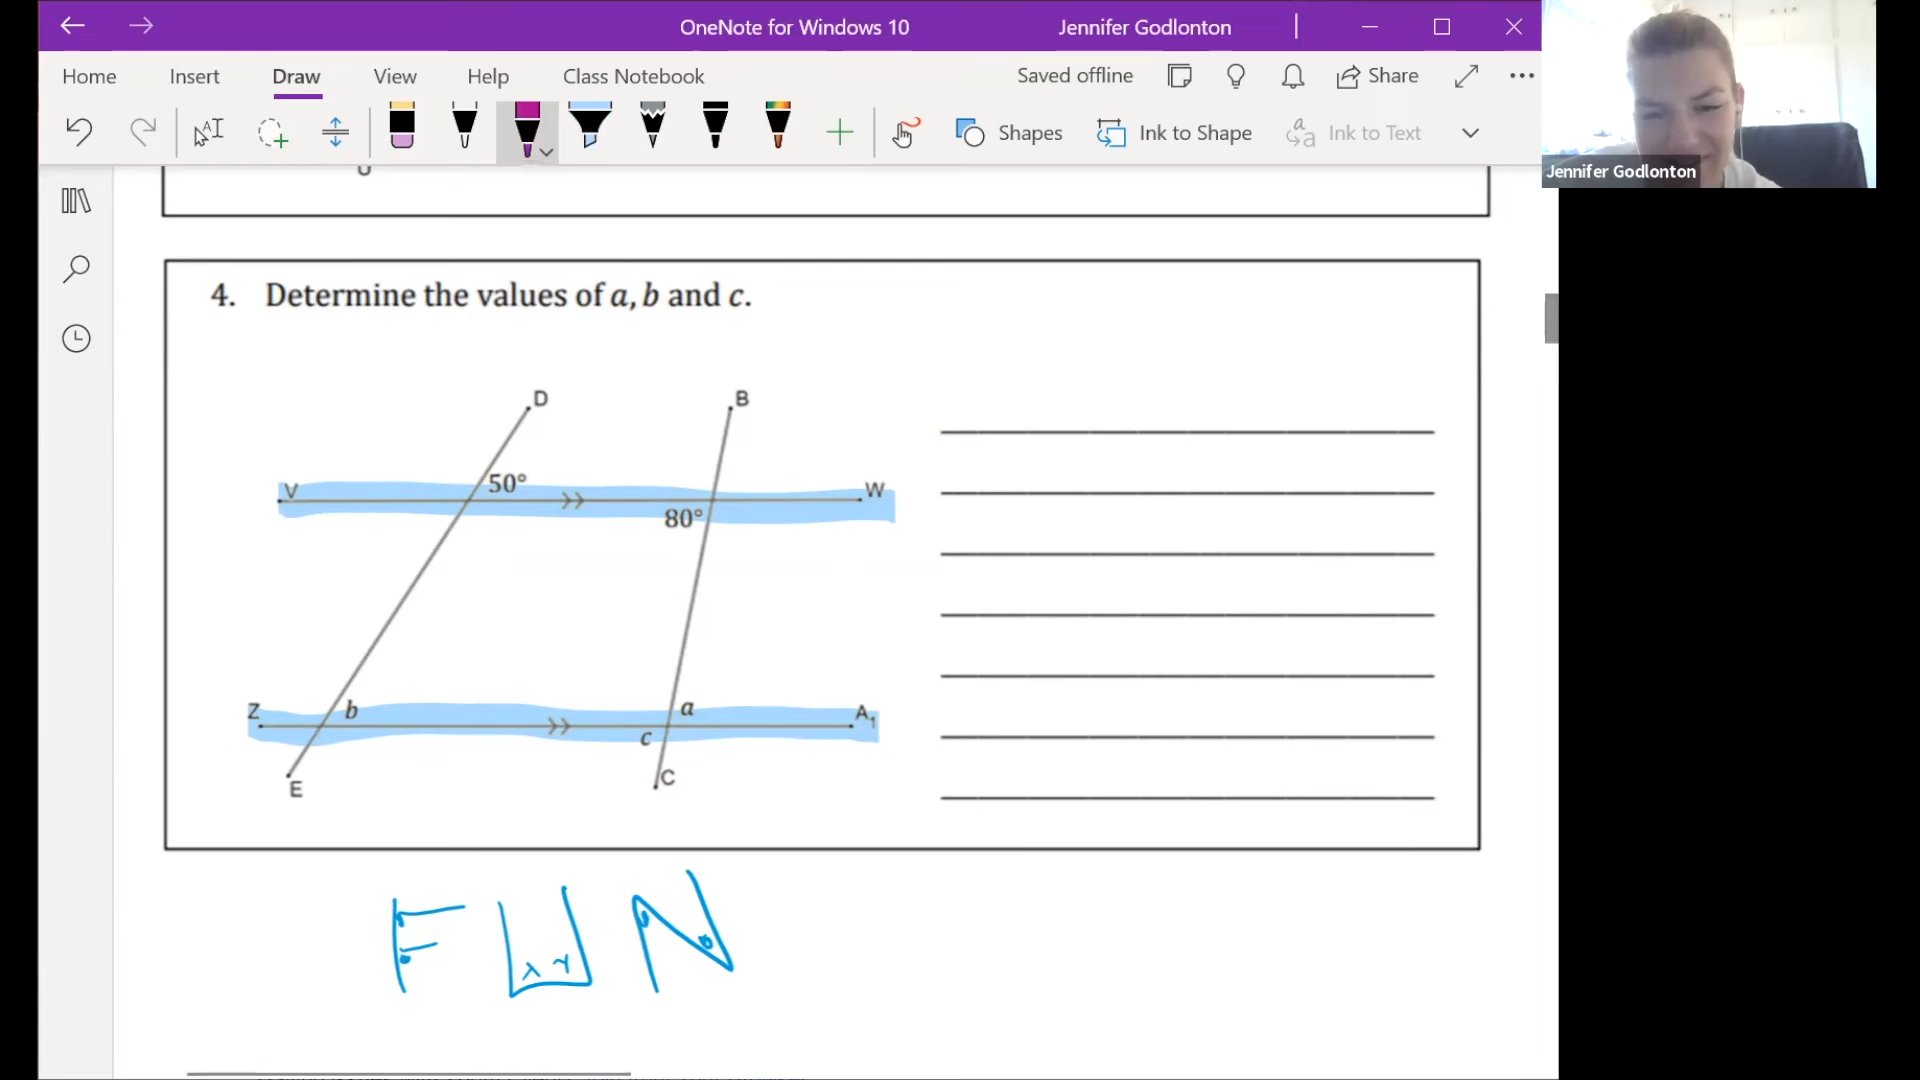 OneNote for Windows 10 Jennifer Godlonton
Home Insert Draw View Help Class Notebook Saved offline Share
Shapes Ink to Shape Ink to Text
Jennifer Godlonton
4. Determine the values of a, b and c.
D B
V 50° W
80°
Z b a A₁
c
E C
F U N
x y